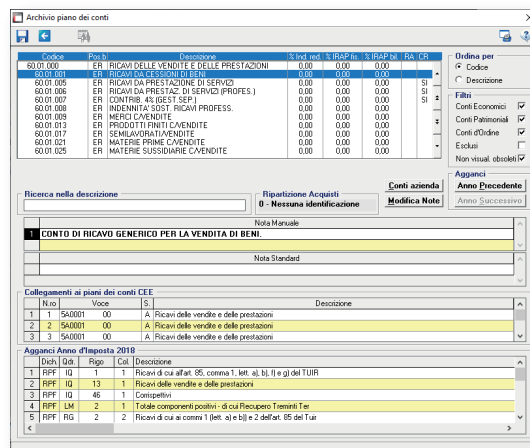 Archivio piano dei conti
Codice Pos.b Descrizione % Ind. red. % IRAP fis. % IRAP bil. RA CR
60.01.000 ER RICAVI DELLE VENDITE E DELLE PRESTAZIONI 0,00 0,00 0,00
60.01.001 ER RICAVI DA CESSIONI DI BENI 0,00 0,00 0,00
60.01.005 ER RICAVI DA PRESTAZIONE DI SERVIZI 0,00 0,00 0,00 SI
60.01.006 ER RICAVI DA PRESTAZ. DI SERVIZI (PROFES.) 0,00 0,00 0,00 SI
60.01.007 ER CONTRIB. 4% (GEST.SEP.) 0,00 0,00 0,00 SI
60.01.008 ER INDENNITA' SOST. RICAVI PROFESS. 0,00 0,00 0,00
60.01.009 ER MERCI C/VENDITE 0,00 0,00 0,00
60.01.013 ER PRODOTTI FINITI C/VENDITE 0,00 0,00 0,00
60.01.017 ER SEMILAVORATI/VENDITE 0,00 0,00 0,00
60.01.021 ER MATERIE PRIME C/VENDITE 0,00 0,00 0,00
60.01.025 ER MATERIE SUSSIDIARIE C/VENDITE 0,00 0,00 0,00
Ordina per
Codice
Descrizione
Filtri
Conti Economici
Conti Patrimoniali
Conti d'Ordine
Esclusi
Non visual. obsoleti
Agganci
Anno Precedente
Anno Successivo
Conti azienda
Modifica Note
Ricerca nella descrizione
Ripartizione Acquisti
0 - Nessuna identificazione
Nota Manuale
1 CONTO DI RICAVO GENERICO PER LA VENDITA DI BENI.
Nota Standard
Collegamenti ai piani dei conti CEE
N.ro Voce S. Descrizione
1 1 5A0001 00 A Ricavi delle vendite e delle prestazioni
2 2 5A0001 00 A Ricavi delle vendite e delle prestazioni
3 3 5A0001 00 A Ricavi delle vendite e delle prestazioni
Agganci Anno d'Imposta 2018
Dich. Qdr. Rigo Col. Descrizione
1 RPF IQ 1 1 Ricavi di cui all'art. 85, comma 1, lett. a), b), f) e g) del TUIR
2 RPF IQ 13 1 Ricavi delle vendite e delle prestazioni
3 RPF IQ 46 1 Corrispettivi
4 RPF LM 2 1 Totale componenti positivi - di cui Recupero Tremonti Ter
5 RPF RG 2 2 Ricavi di cui ai commi 1 (lett. a) e b)) e 2 dell'art. 85 del Tuir